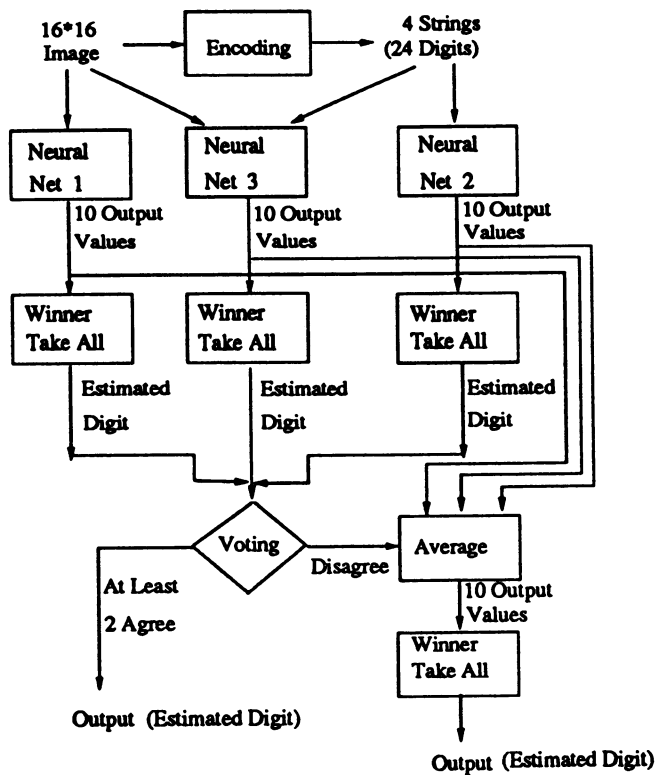 16*16
Image
Encoding
4 Strings
(24 Digits)
Neural
Net 1
Neural
Net 3
Neural
Net 2
10 Output
Values
10 Output
Values
10 Output
Values
Winner
Take All
Winner
Take All
Winner
Take All
Estimated
Digit
Estimated
Digit
Estimated
Digit
Voting
Disagree
Average
At Least
2 Agree
10 Output
Values
Winner
Take All
Output (Estimated Digit)
Output (Estimated Digit)